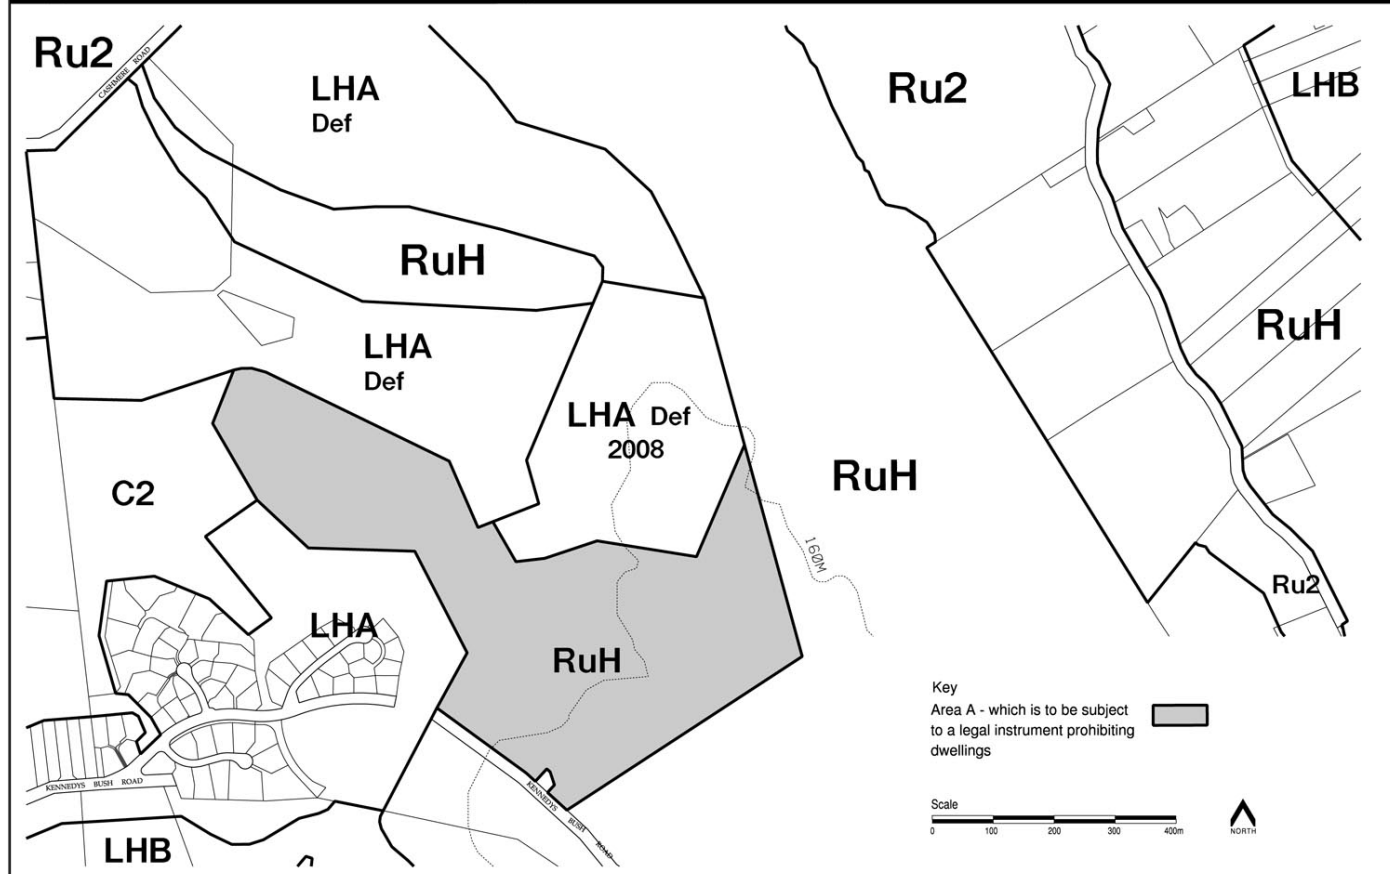 Ru2
CASHMERE ROAD
LHA
Def
Ru2
LHB
RuH
LHA
Def
RuH
LHA Def
2008
RuH
C2
160M
Ru2
LHA
RuH
KENNEDYS BUSH ROAD
KENNEDYS BUSH ROAD
LHB
Key
Area A - which is to be subject
to a legal instrument prohibiting
dwellings
Scale
0 100 200 300 400m
NORTH